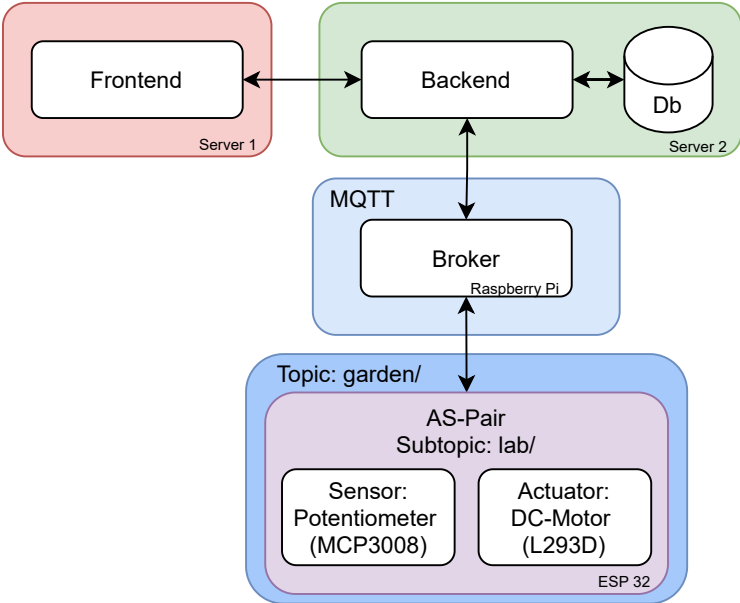 Frontend
Server 1
Backend
Db
Server 2
MQTT
Broker
Raspberry Pi
Topic: garden/
AS-Pair
Subtopic: lab/
Sensor:
Potentiometer
(MCP3008)
Actuator:
DC-Motor
(L293D)
ESP 32